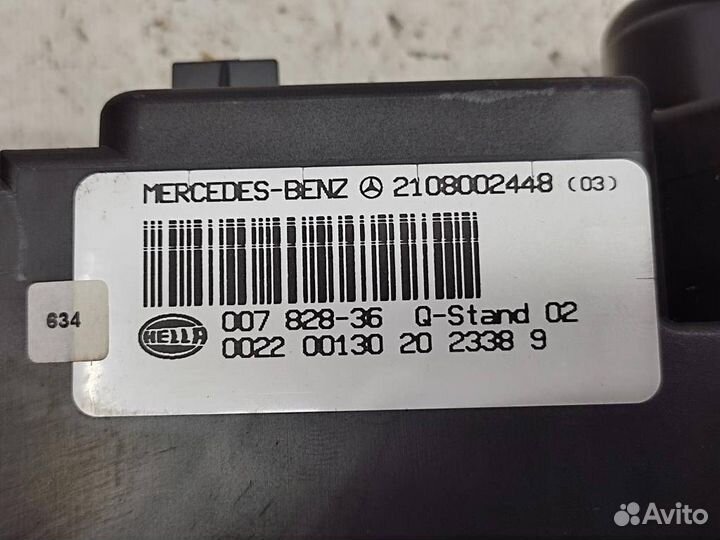 MERCEDES-BENZ 2108002448 (03)
634
HELLA
007 828-36 Q-Stand 02
0022 00130 20 2338 9
Avito